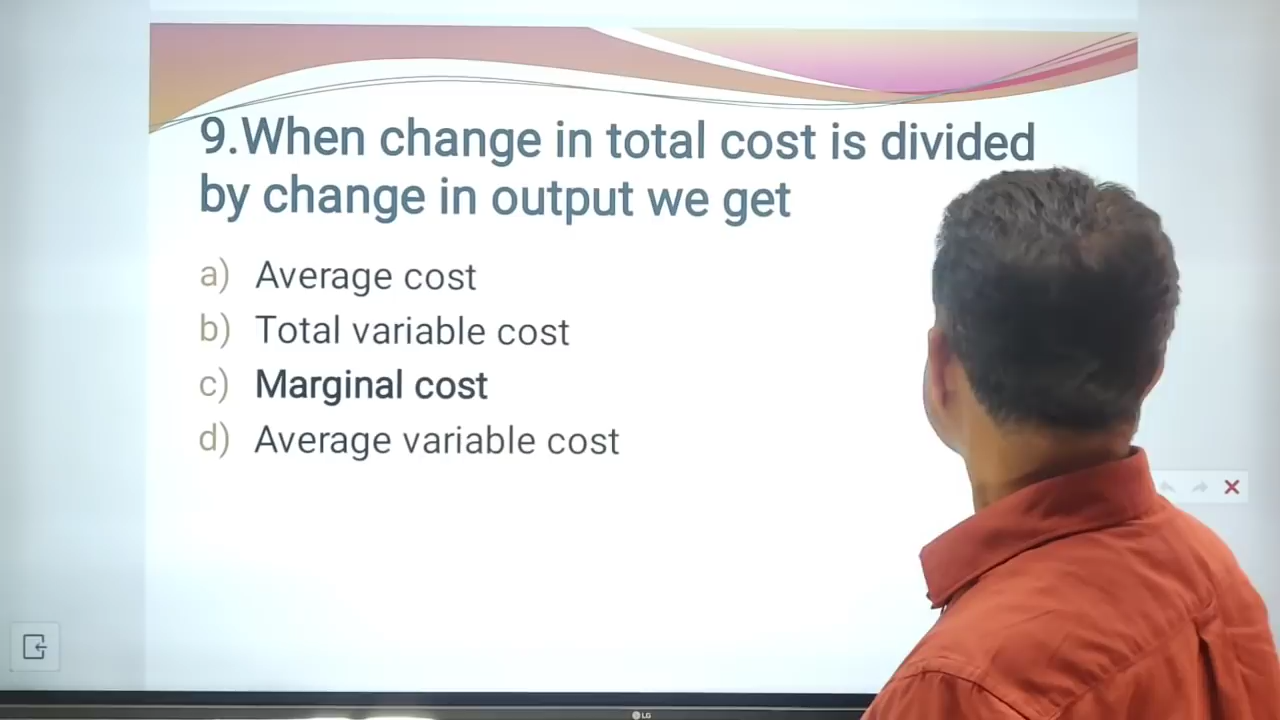 9.When change in total cost is divided
by change in output we get
a) Average cost
b) Total variable cost
c) Marginal cost
d) Average variable cost
LG